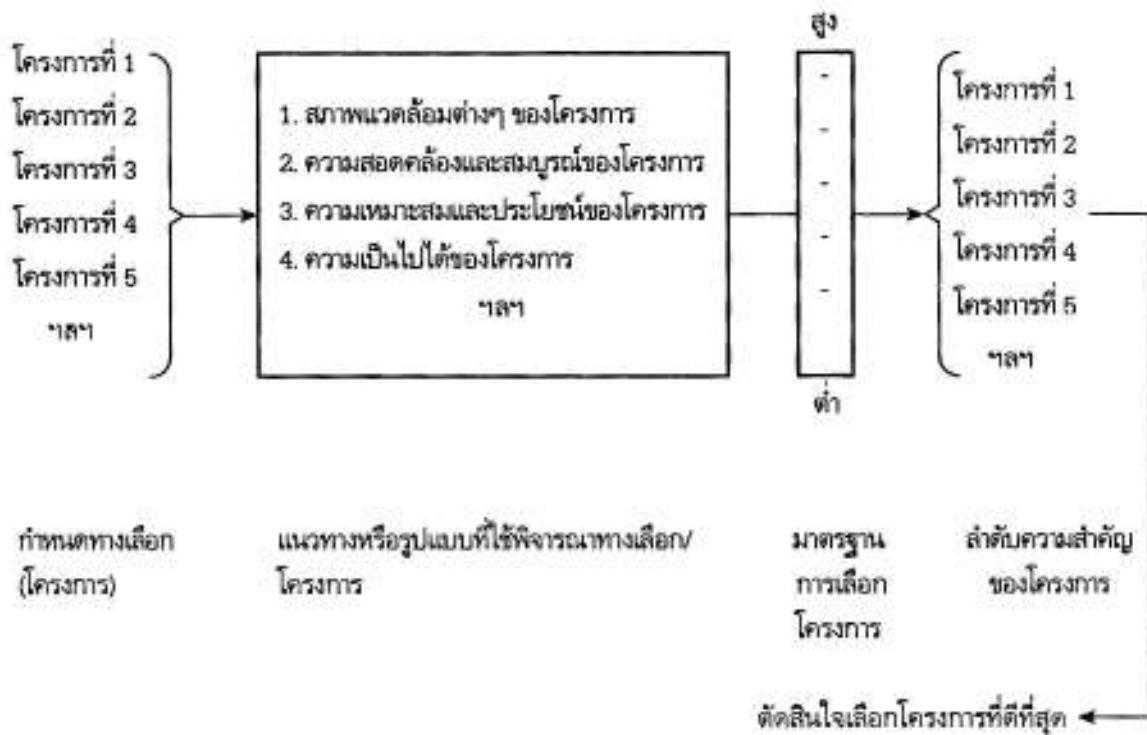 โครงการที่ 1
โครงการที่ 2
โครงการที่ 3
โครงการที่ 4
โครงการที่ 5
ฯลฯ
1. สภาพแวดล้อมต่างๆ ของโครงการ
2. ความสอดคล้องและสมบูรณ์ของโครงการ
3. ความเหมาะสมและประโยชน์ของโครงการ
4. ความเป็นไปได้ของโครงการ
ฯลฯ
สูง
-
-
-
-
-
ต่ำ
โครงการที่ 1
โครงการที่ 2
โครงการที่ 3
โครงการที่ 4
โครงการที่ 5
ฯลฯ
กำหนดทางเลือก
(โครงการ)
แนวทางหรือรูปแบบที่ใช้พิจารณาทางเลือก/
โครงการ
มาตรฐาน
การเลือก
โครงการ
ลำดับความสำคัญ
ของโครงการ
ตัดสินใจเลือกโครงการที่ดีที่สุด